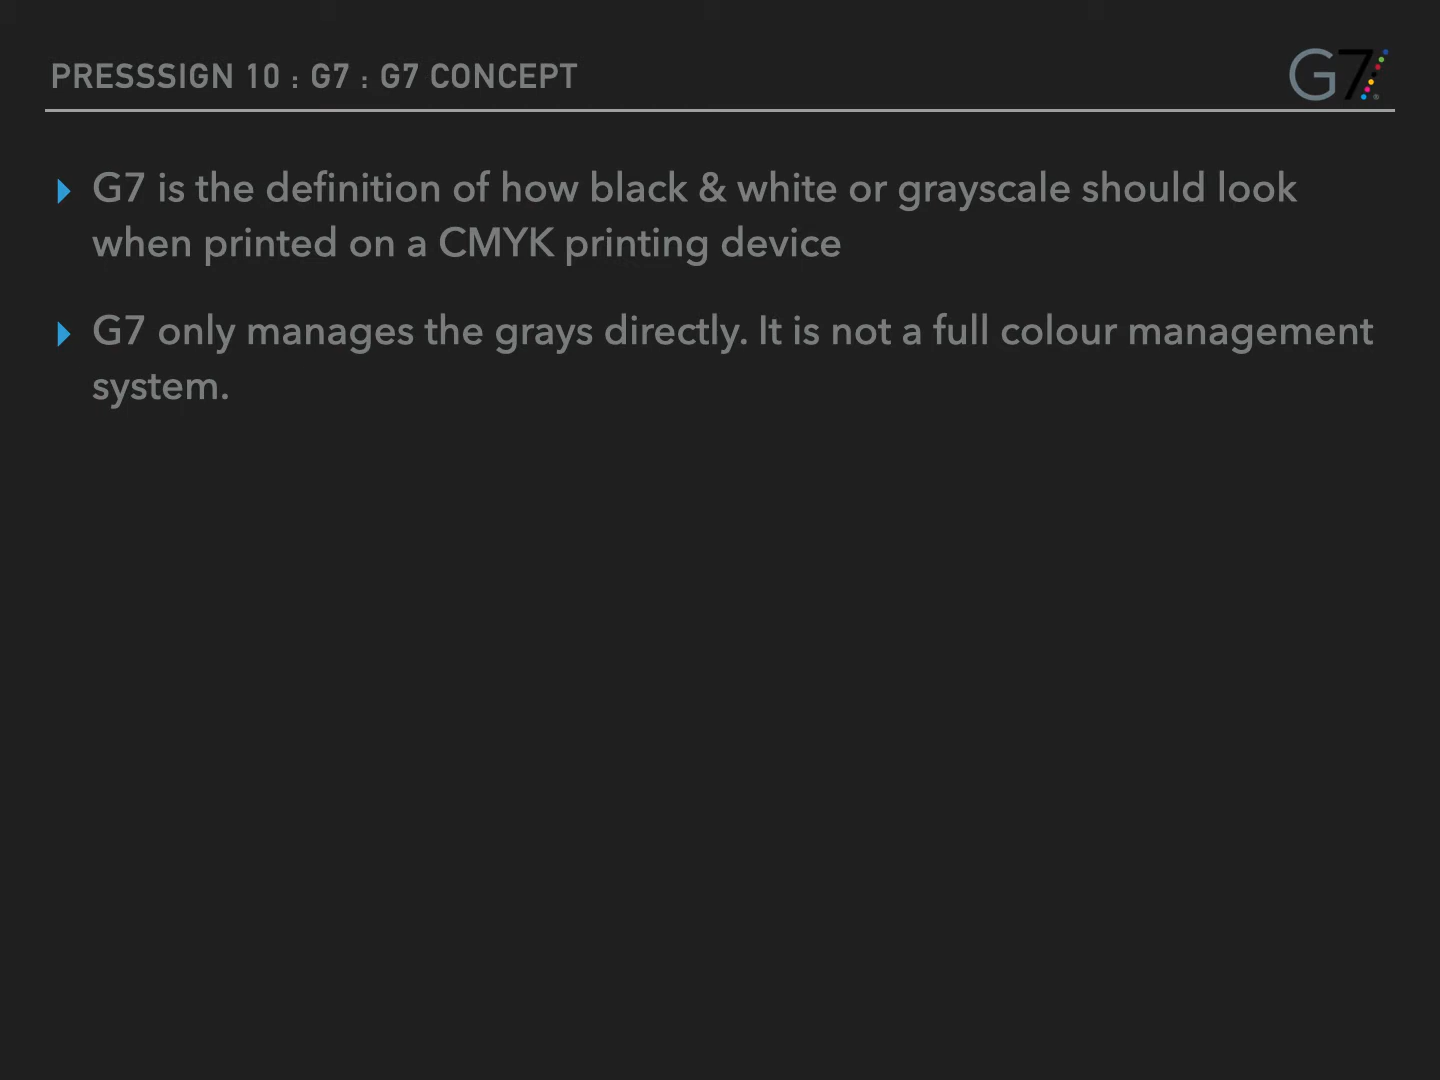 PRESSSIGN 10 : G7 : G7 CONCEPT
G7
G7 is the definition of how black & white or grayscale should look
when printed on a CMYK printing device
G7 only manages the grays directly. It is not a full colour management
system.